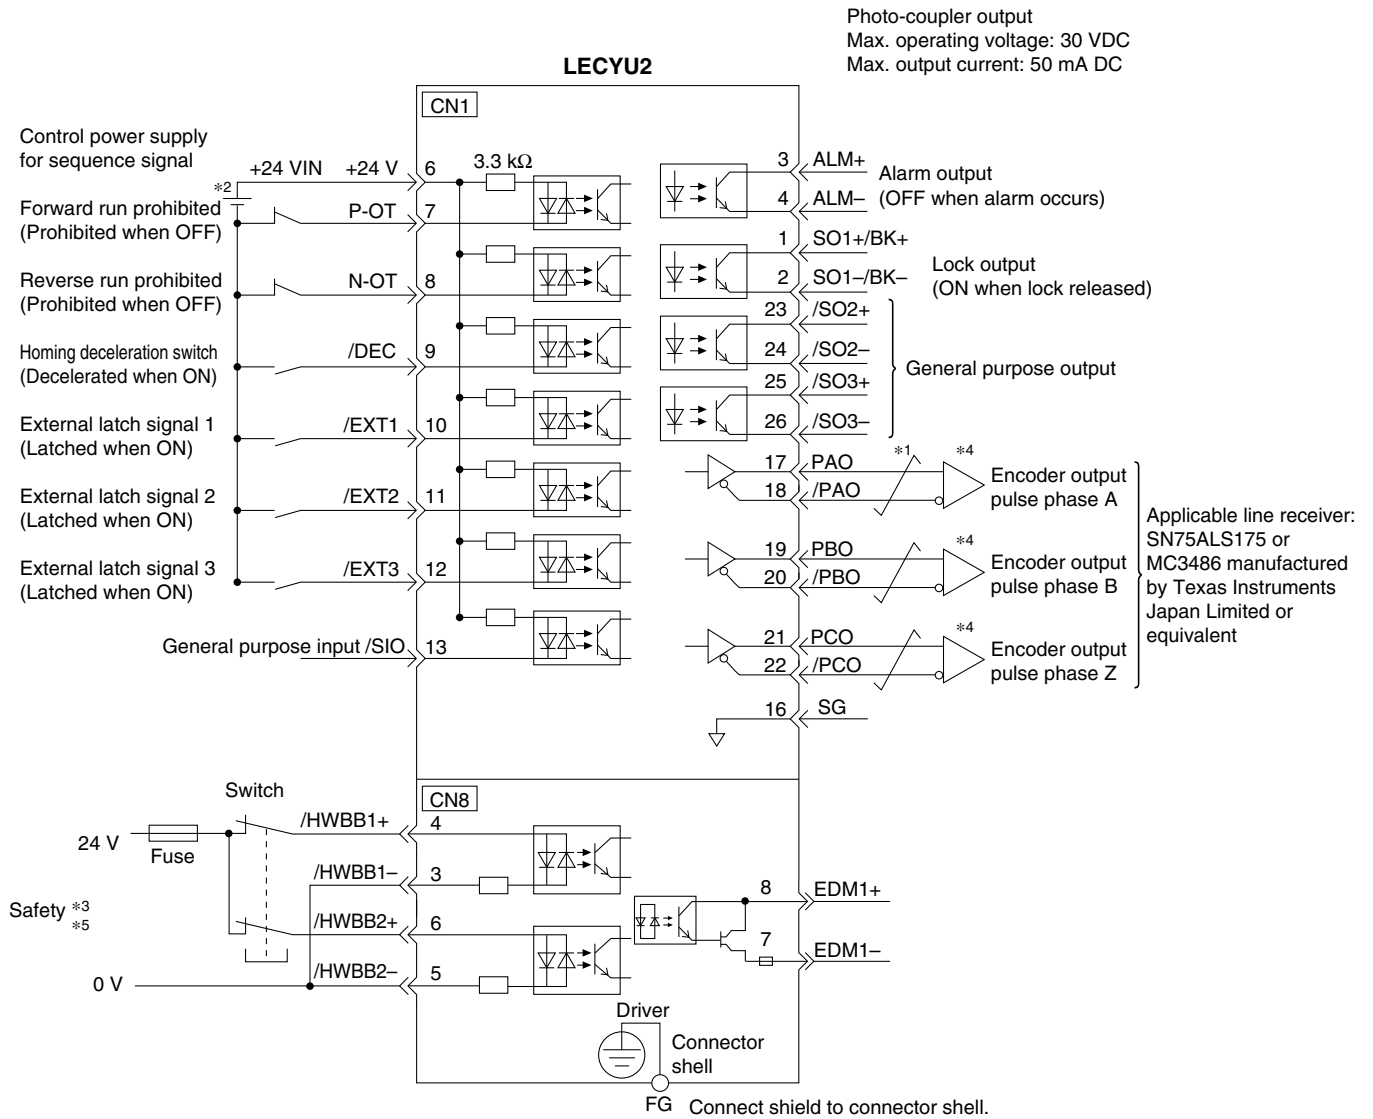 Photo-coupler output
Max. operating voltage: 30 VDC
Max. output current: 50 mA DC
LECYU2
CN1
Control power supply
for sequence signal
+24 VIN
+24 V
6
3.3 kΩ
*2
Forward run prohibited
(Prohibited when OFF)
P-OT
7
Reverse run prohibited
(Prohibited when OFF)
N-OT
8
Homing deceleration switch
(Decelerated when ON)
/DEC
9
External latch signal 1
(Latched when ON)
/EXT1
10
External latch signal 2
(Latched when ON)
/EXT2
11
External latch signal 3
(Latched when ON)
/EXT3
12
General purpose input /SIO
13
3
ALM+
4
ALM–
Alarm output
(OFF when alarm occurs)
1
SO1+/BK+
2
SO1–/BK–
Lock output
(ON when lock released)
23
/SO2+
24
/SO2–
25
/SO3+
26
/SO3–
General purpose output
17
PAO
18
/PAO
*1
*4
Encoder output
pulse phase A
19
PBO
20
/PBO
*4
Encoder output
pulse phase B
21
PCO
22
/PCO
*4
Encoder output
pulse phase Z
Applicable line receiver:
SN75ALS175 or
MC3486 manufactured
by Texas Instruments
Japan Limited or
equivalent
16
SG
CN8
Switch
24 V
Fuse
/HWBB1+
4
/HWBB1–
3
Safety *3
*5
/HWBB2+
6
/HWBB2–
5
0 V
8
EDM1+
7
EDM1–
Driver
Connector
shell
FG
Connect shield to connector shell.